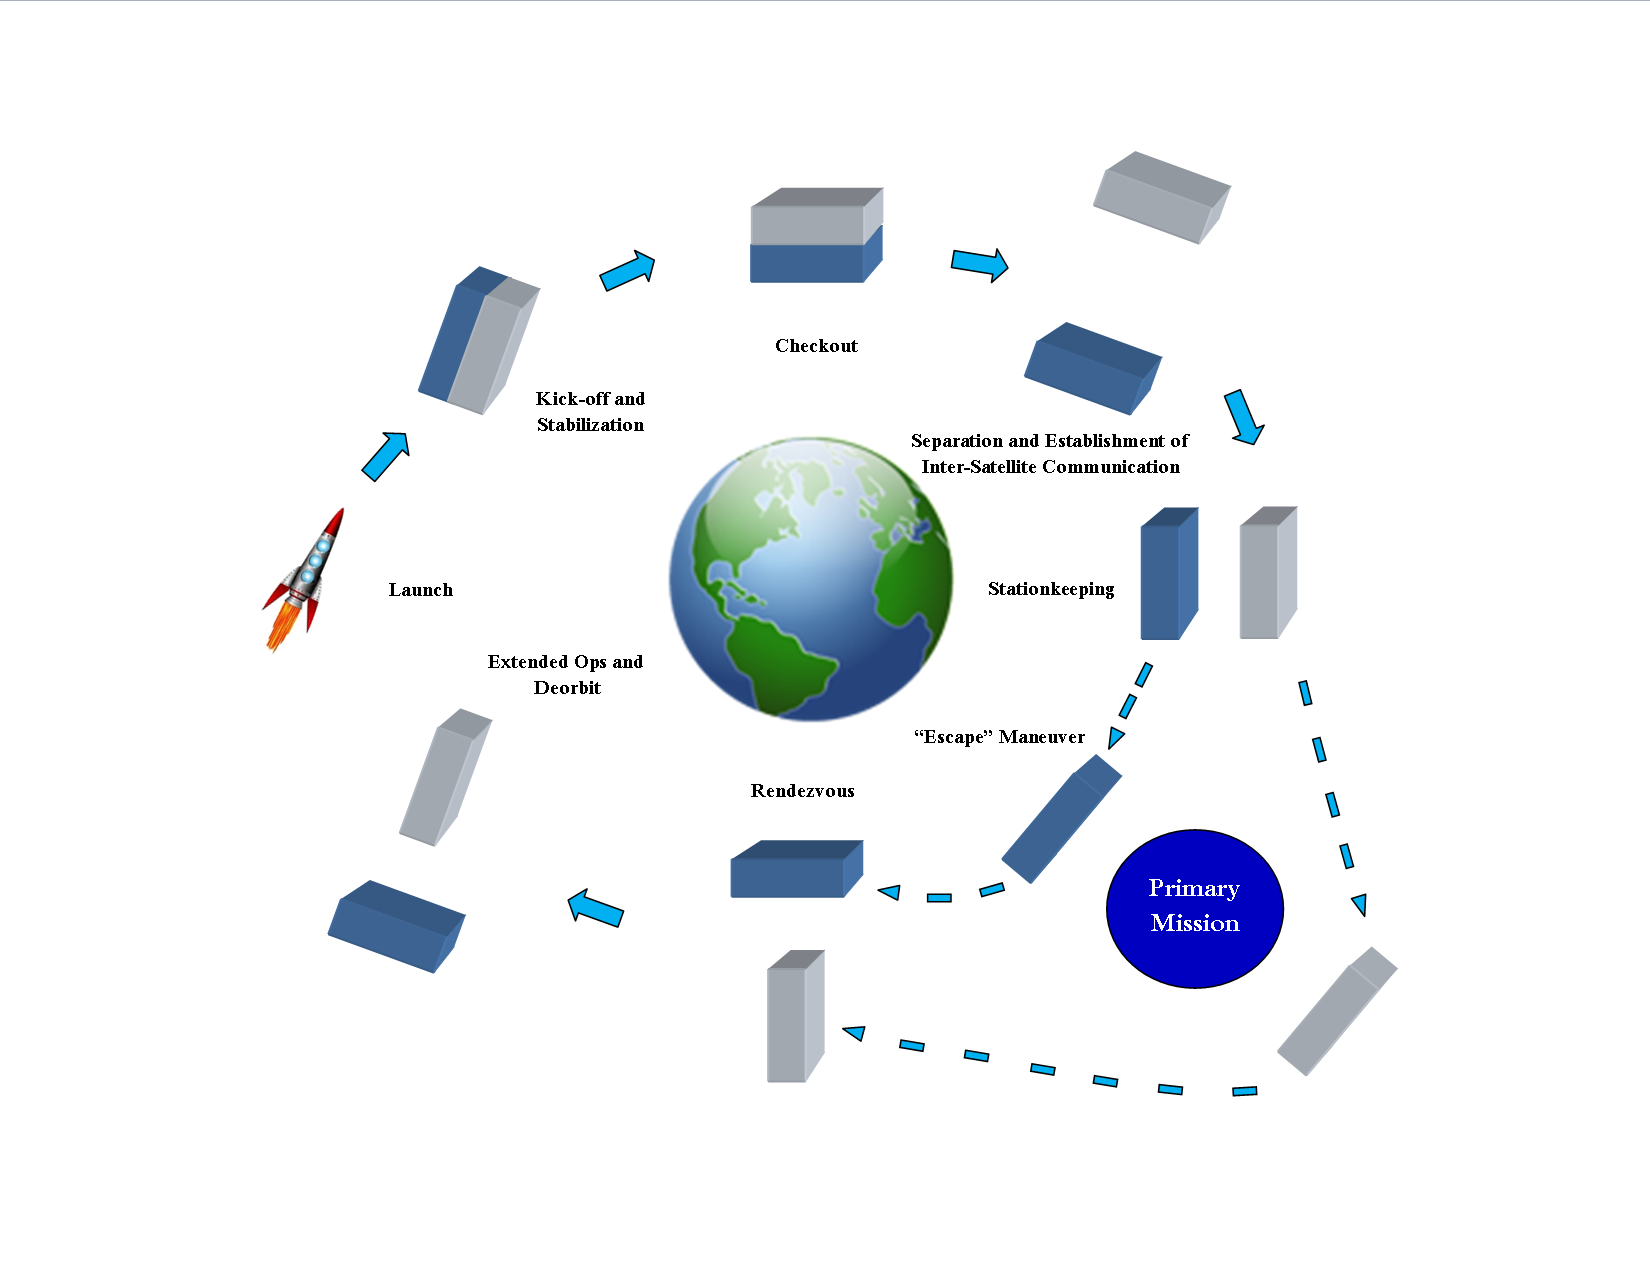 Checkout
Kick-off and
Stabilization
Separation and Establishment of
Inter-Satellite Communication
Launch
Stationkeeping
Extended Ops and
Deorbit
“Escape” Maneuver
Rendezvous
Primary
Mission